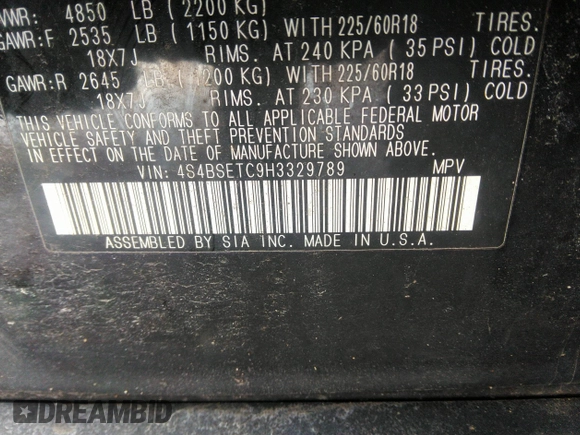 VWR: 4850 LB (2200 KG)
GAWR:F 2535 LB (1150 KG) WITH 225/60R18 TIRES.
18X7J RIMS. AT 240 KPA (35 PSI) COLD
GAWR:R 2645 LB (1200 KG) WITH 225/60R18 TIRES.
18X7J RIMS. AT 230 KPA (33 PSI) COLD
THIS VEHICLE CONFORMS TO ALL APPLICABLE FEDERAL MOTOR
VEHICLE SAFETY AND THEFT PREVENTION STANDARDS
IN EFFECT ON THE DATE OF MANUFACTURE SHOWN ABOVE.
VIN: 4S4BSETC9H3329789 MPV
ASSEMBLED BY SIA INC. MADE IN U.S.A.
DREAMBID